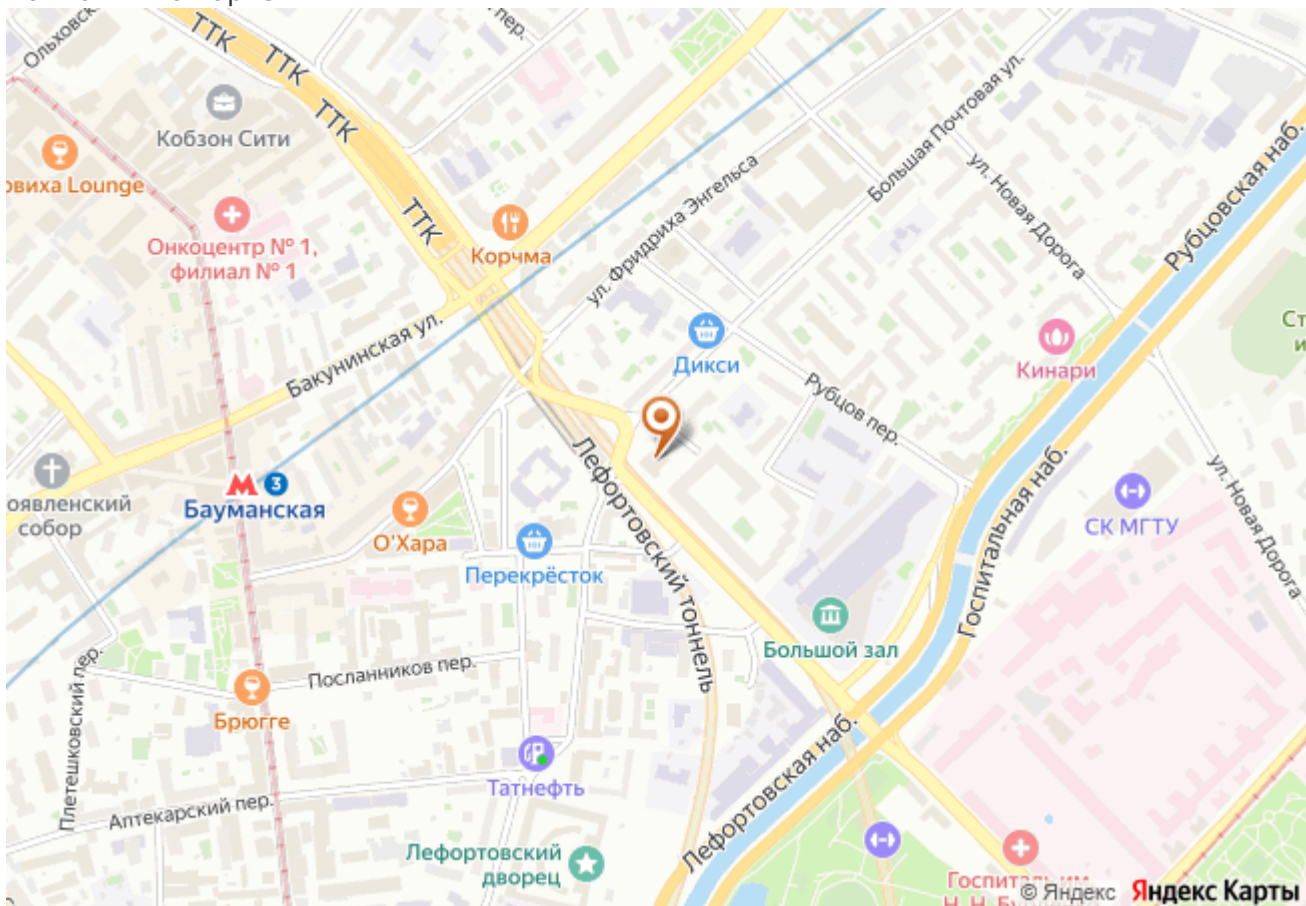 ТТК
ТТК
ТТК
ТТК
пер.
Кобзон Сити
Lounge
Онкоцентр № 1,
филиал № 1
Корчма
ул. Фридриха Энгельса
Большая Почтовая ул.
ул. Новая Дорога
Рубцовская наб.
Бакунинская ул.
Дикси
Рубцов пер.
Кинари
собор
Бауманская
3
О'Хара
Перекрёсток
Лефортовский тоннель
Госпитальная наб.
СК МГТУ
ул. Новая Дорога
Большой зал
Плетешковский пер.
Посланников пер.
Брюгге
Татнефть
Аптекарский пер.
Лефортовский
дворец
Лефортовская наб.
© Яндекс Яндекс Карты